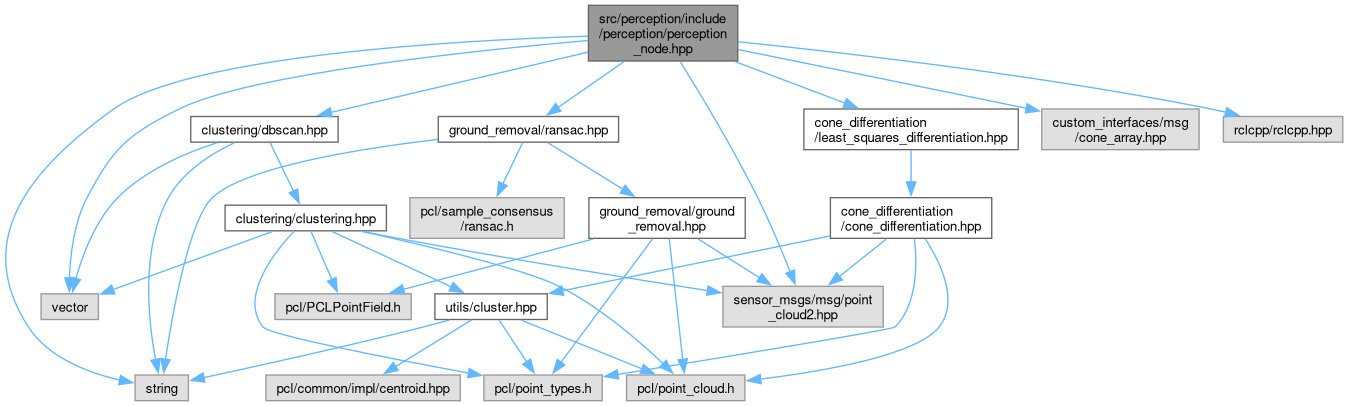 src/perception/include
/perception/perception
_node.hpp
clustering/dbscan.hpp
ground_removal/ransac.hpp
cone_differentiation
/least_squares_differentiation.hpp
custom_interfaces/msg
/cone_array.hpp
rclcpp/rclcpp.hpp
clustering/clustering.hpp
pcl/sample_consensus
/ransac.h
ground_removal/ground
_removal.hpp
cone_differentiation
/cone_differentiation.hpp
vector
pcl/PCLPointField.h
utils/cluster.hpp
sensor_msgs/msg/point
_cloud2.hpp
string
pcl/common/impl/centroid.hpp
pcl/point_types.h
pcl/point_cloud.h